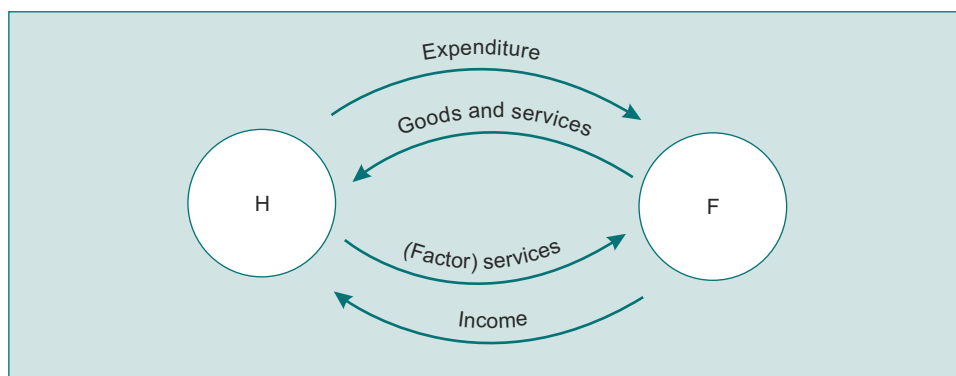 Expenditure
Goods and services
H
F
(Factor) services
Income